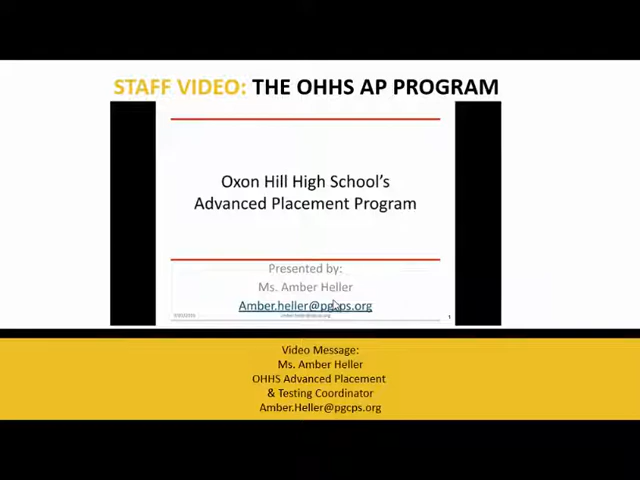 STAFF VIDEO: THE OHHS AP PROGRAM
Oxon Hill High School's
Advanced Placement Program
Presented by:
Ms. Amber Heller
Amber.heller@pgcps.org
1
Video Message:
Ms. Amber Heller
OHHS Advanced Placement
& Testing Coordinator
Amber.Heller@pgcps.org